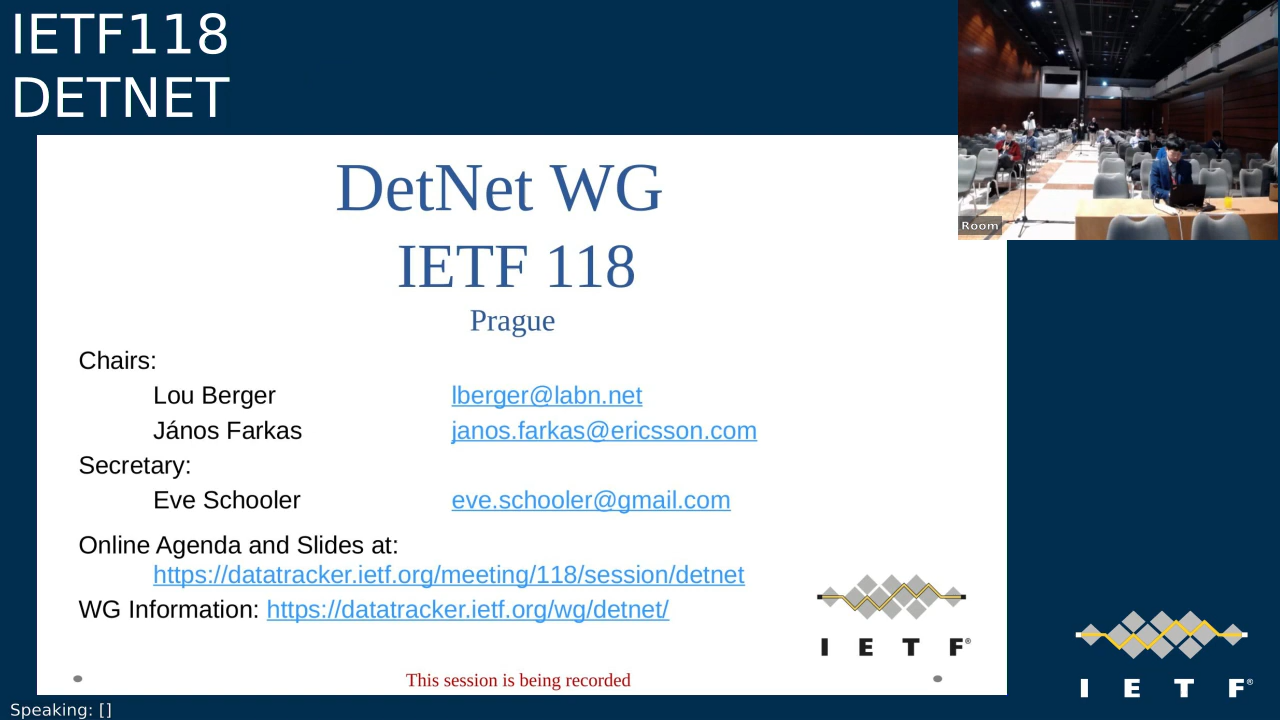 IETF118
DETNET
Room
DetNet WG
IETF 118
Prague
Chairs:
Lou Berger lberger@labn.net
János Farkas janos.farkas@ericsson.com
Secretary:
Eve Schooler eve.schooler@gmail.com
Online Agenda and Slides at:
https://datatracker.ietf.org/meeting/118/session/detnet
WG Information: https://datatracker.ietf.org/wg/detnet/
I E T F®
I E T F®
This session is being recorded
Speaking: []